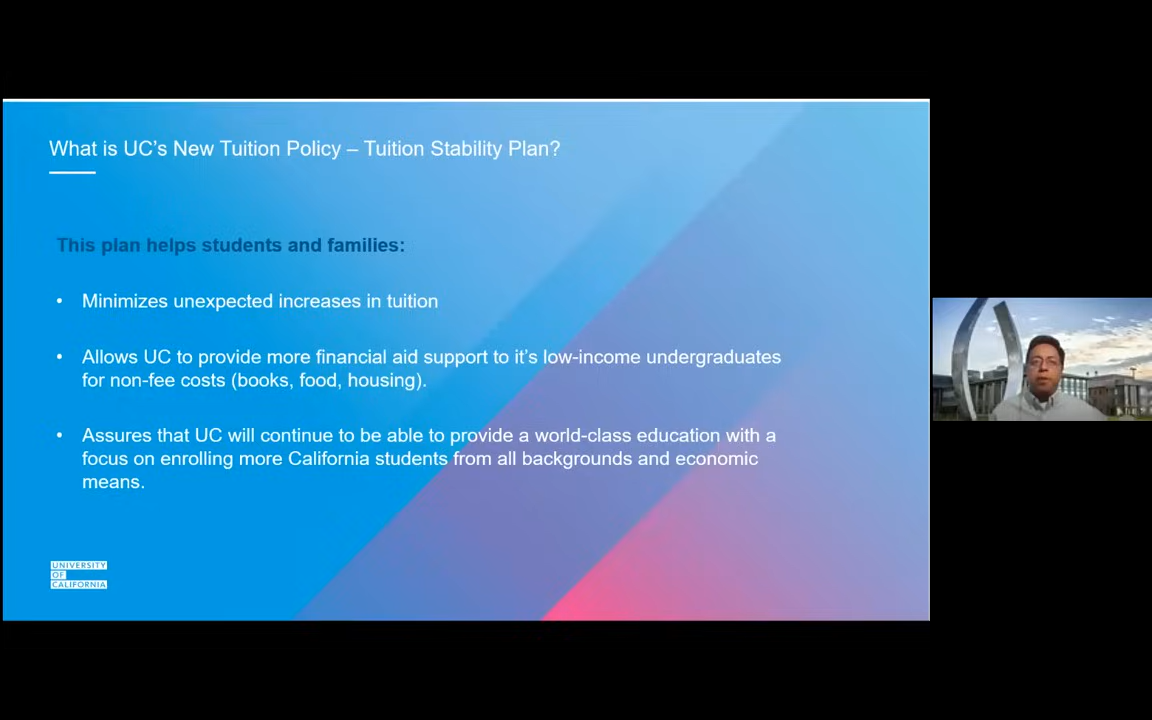 What is UC's New Tuition Policy – Tuition Stability Plan?
This plan helps students and families:
• Minimizes unexpected increases in tuition
• Allows UC to provide more financial aid support to it's low-income undergraduates
for non-fee costs (books, food, housing).
• Assures that UC will continue to be able to provide a world-class education with a
focus on enrolling more California students from all backgrounds and economic
means.
UNIVERSITY
OF
CALIFORNIA